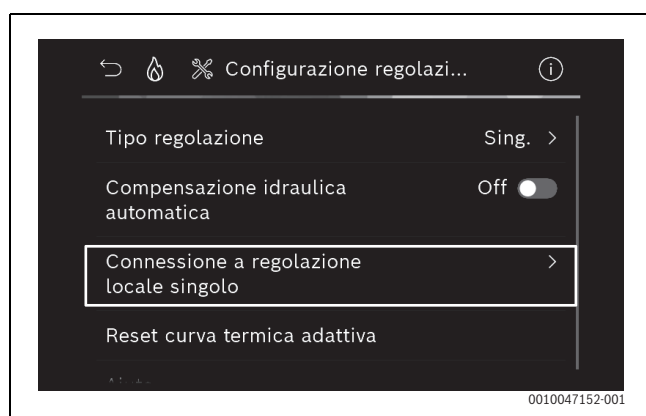 Configurazione regolazi...
Tipo regolazione Sing. >
Compensazione idraulica Off
automatica
Connessione a regolazione >
locale singolo
Reset curva termica adattiva
0010047152-001